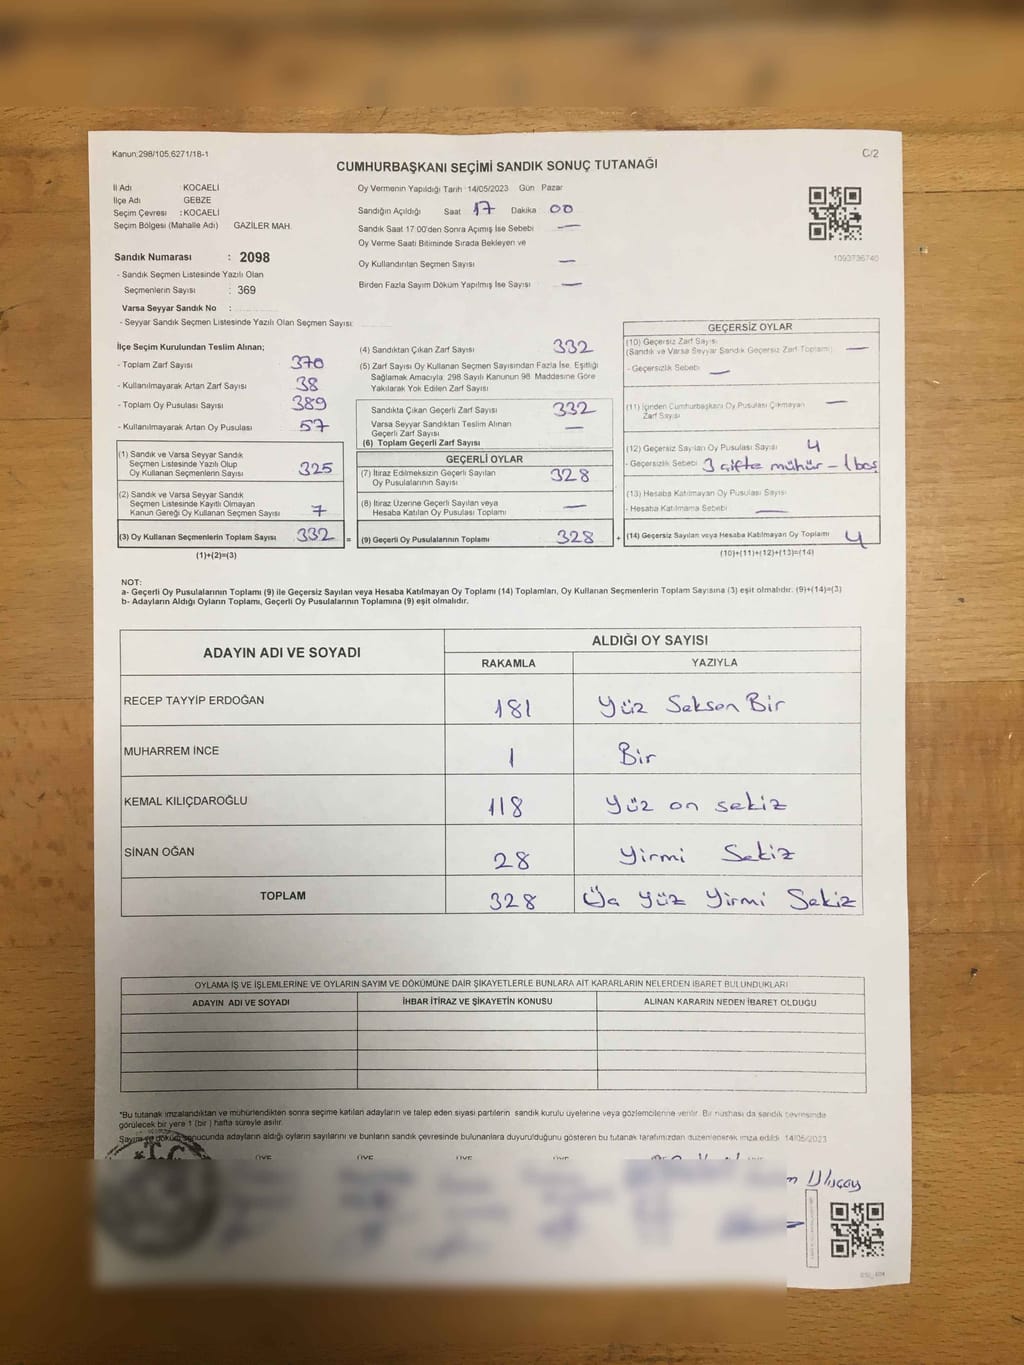 Kanun:298/105,6271/18-1
C/2
CUMHURBAŞKANI SEÇİMİ SANDIK SONUÇ TUTANAĞI
İl Adı : KOCAELİ
İlçe Adı : GEBZE
Seçim Çevresi : KOCAELİ
Seçim Bölgesi (Mahalle Adı) GAZİLER MAH.
Sandık Numarası : 2098
- Sandık Seçmen Listesinde Yazılı Olan
Seçmenlerin Sayısı : 369
Varsa Seyyar Sandık No :
- Seyyar Sandık Seçmen Listesinde Yazılı Olan Seçmen Sayısı:
Oy Vermenin Yapıldığı Tarih : 14/05/2023 Gün Pazar
Sandığın Açıldığı Saat 17 Dakika 00
Sandık Saat 17:00'den Sonra Açımış İse Sebebi —
Oy Verme Saati Bitiminde Sırada Bekleyen ve
Oy Kullandırılan Seçmen Sayısı —
Birden Fazla Sayım Döküm Yapılmış İse Sayısı —
1093736740
İlçe Seçim Kurulundan Teslim Alınan;
- Toplam Zarf Sayısı 370
- Kullanılmayarak Artan Zarf Sayısı 38
- Toplam Oy Pusulası Sayısı 389
- Kullanılmayarak Artan Oy Pusulası 57
(1) Sandık ve Varsa Seyyar Sandık
Seçmen Listesinde Yazılı Olup
Oy Kullanan Seçmenlerin Sayısı 325
(2) Sandık ve Varsa Seyyar Sandık
Seçmen Listesinde Kayıtlı Olmayan
Kanun Gereği Oy Kullanan Seçmen Sayısı 7
(3) Oy Kullanan Seçmenlerin Toplam Sayısı 332 =
(1)+(2)=(3)
(4) Sandıktan Çıkan Zarf Sayısı 332
(5) Zarf Sayısı Oy Kullanan Seçmen Sayısından Fazla İse, Eşitliği
Sağlamak Amacıyla; 298 Sayılı Kanunun 98. Maddesine Göre
Yakılarak Yok Edilen Zarf Sayısı
Sandıkta Çıkan Geçerli Zarf Sayısı 332
Varsa Seyyar Sandıktan Teslim Alınan
Geçerli Zarf Sayısı —
(6) Toplam Geçerli Zarf Sayısı
GEÇERLİ OYLAR
(7) İtiraz Edilmeksizin Geçerli Sayılan
Oy Pusulalarının Sayısı 328
(8) İtiraz Üzerine Geçerli Sayılan veya
Hesaba Katılan Oy Pusulası Toplamı —
(9) Geçerli Oy Pusulalarının Toplamı 328 +
GEÇERSİZ OYLAR
(10) Geçersiz Zarf Sayısı
(Sandık ve Varsa Seyyar Sandık Geçersiz Zarf Toplamı) —
- Geçersizlik Sebebi —
(11) İçinden Cumhurbaşkanı Oy Pusulası Çıkmayan
Zarf Sayısı —
(12) Geçersiz Sayılan Oy Pusulası Sayısı 4
- Geçersizlik Sebebi 3 çifte mühür - 1 boş
(13) Hesaba Katılmayan Oy Pusulası Sayısı
- Hesaba Katılmama Sebebi —
(14) Geçersiz Sayılan veya Hesaba Katılmayan Oy Toplamı 4
(10)+(11)+(12)+(13)=(14)
NOT:
a- Geçerli Oy Pusulalarının Toplamı (9) ile Geçersiz Sayılan veya Hesaba Katılmayan Oy Toplamı (14) Toplamları, Oy Kullanan Seçmenlerin Toplam Sayısına (3) eşit olmalıdır. (9)+(14)=(3)
b- Adayların Aldığı Oyların Toplamı, Geçerli Oy Pusulalarının Toplamına (9) eşit olmalıdır.
ADAYIN ADI VE SOYADI
ALDIĞI OY SAYISI
RAKAMLA YAZIYLA
RECEP TAYYİP ERDOĞAN 181 Yüz Seksen Bir
MUHARREM İNCE 1 Bir
KEMAL KILIÇDAROĞLU 118 Yüz on sekiz
SİNAN OĞAN 28 Yirmi Sekiz
TOPLAM 328 Üç Yüz Yirmi Sekiz
OYLAMA İŞ VE İŞLEMLERİNE VE OYLARIN SAYIM VE DÖKÜMÜNE DAİR ŞİKAYETLERLE BUNLARA AİT KARARLARIN NELERDEN İBARET BULUNDUKLARI
ADAYIN ADI VE SOYADI İHBAR İTİRAZ VE ŞİKAYETİN KONUSU ALINAN KARARIN NEDEN İBARET OLDUĞU
*Bu tutanak imzalandıktan ve mühürlendikten sonra seçime katılan adayların ve talep eden siyasi partilerin sandık kurulu üyelerine veya gözlemcilerine verilir. Bir nüshası da sandık çevresinde
görülecek bir yere 1 (bir) hafta süreyle asılır.
Sayım ve döküm sonucunda adayların aldığı oyların sayılarını ve bunların sandık çevresinde bulunanlara duyurulduğunu gösteren bu tutanak tarafımızdan düzenlenerek imza edildi. 14/05/2023
ÜYE ÜYE ÜYE